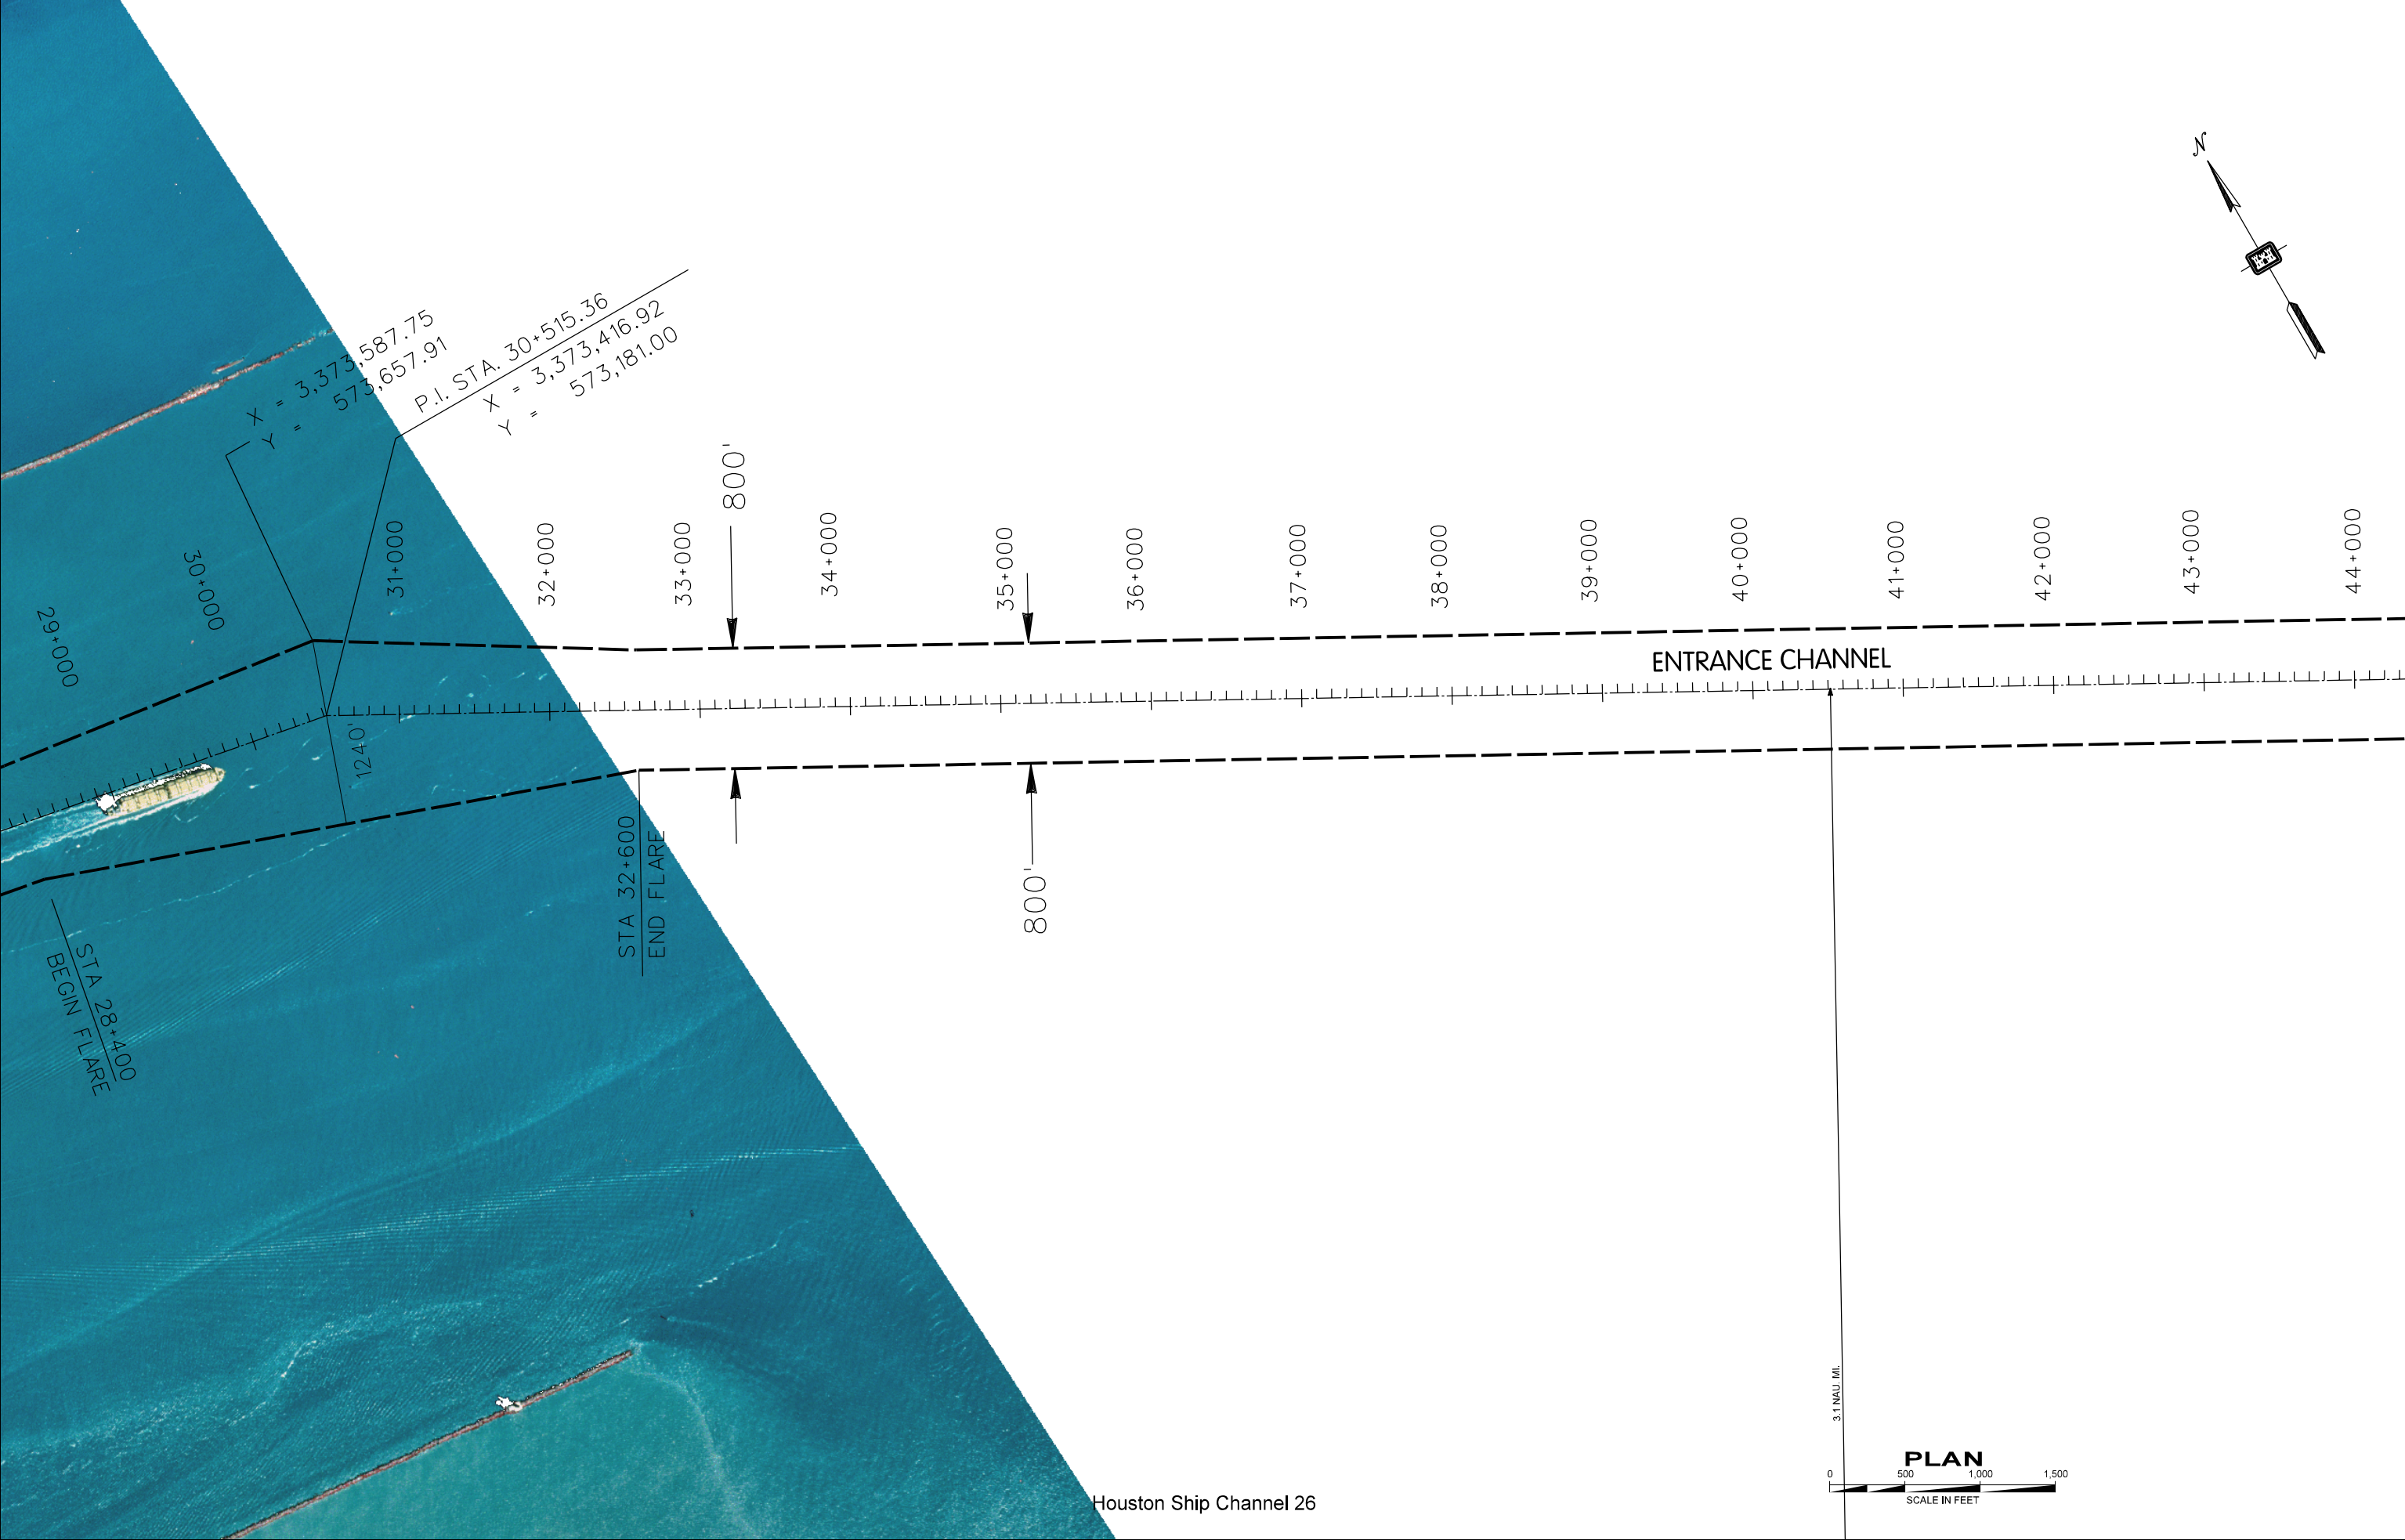 N
X = 3,373,587.75
Y = 573,657.91
P.I. STA. 30+515.36
X = 3,373,416.92
Y = 573,181.00
800'
29+000
30+000
31+000
32+000
33+000
34+000
35+000
36+000
37+000
38+000
39+000
40+000
41+000
42+000
43+000
44+000
ENTRANCE CHANNEL
1240'
STA 32+600
END FLARE
800'
STA 28+400
BEGIN FLARE
3.1 NAU. MI.
PLAN
0 500 1,000 1,500
SCALE IN FEET
Houston Ship Channel 26